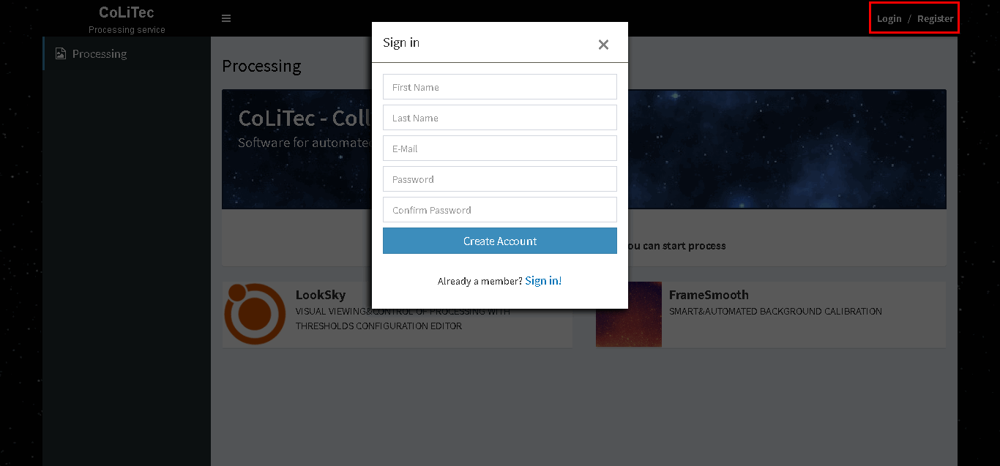 CoLiTec
Processing service
Login / Register
Processing
Processing
CoLiTec - Coll
Software for automate
Sign in
×
First Name
Last Name
E-Mail
Password
Confirm Password
Create Account
Already a member? Sign in!
ou can start process
LookSky
VISUAL VIEWING&CONTROL OF PROCESSING WITH
THRESHOLDS CONFIGURATION EDITOR
FrameSmooth
SMART&AUTOMATED BACKGROUND CALIBRATION